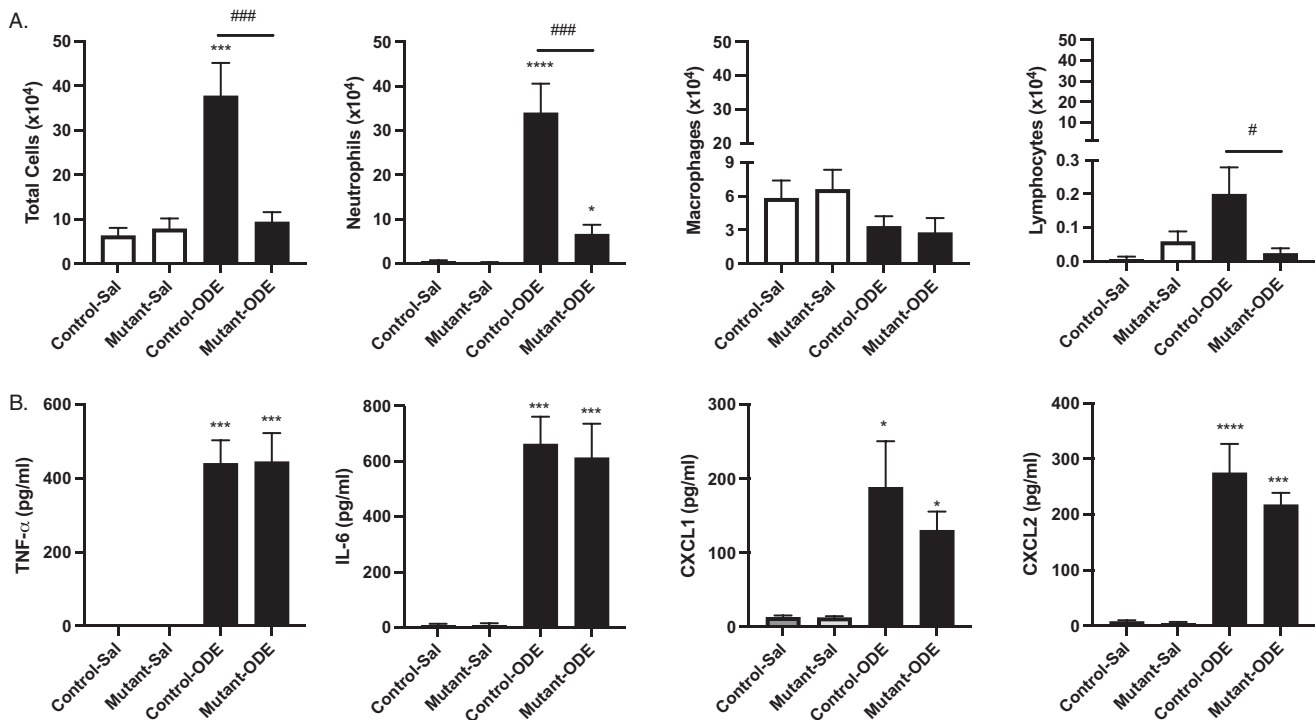 A.
Total Cells (x10⁴)
50
40
30
20
10
0
***
###
Control-Sal
Mutant-Sal
Control-ODE
Mutant-ODE
Neutrophils (x10⁴)
50
40
30
20
10
0
****
###
*
Control-Sal
Mutant-Sal
Control-ODE
Mutant-ODE
Macrophages (x10⁴)
50
40
30
20
9
6
3
0
Control-Sal
Mutant-Sal
Control-ODE
Mutant-ODE
Lymphocytes (x10⁴)
50
40
30
20
10
0.3
0.2
0.1
0.0
#
Control-Sal
Mutant-Sal
Control-ODE
Mutant-ODE
B.
TNF-α (pg/ml)
600
400
200
0
***
***
Control-Sal
Mutant-Sal
Control-ODE
Mutant-ODE
IL-6 (pg/ml)
800
600
400
200
0
***
***
Control-Sal
Mutant-Sal
Control-ODE
Mutant-ODE
CXCL1 (pg/ml)
300
200
100
0
*
*
Control-Sal
Mutant-Sal
Control-ODE
Mutant-ODE
CXCL2 (pg/ml)
400
300
200
100
0
****
***
Control-Sal
Mutant-Sal
Control-ODE
Mutant-ODE